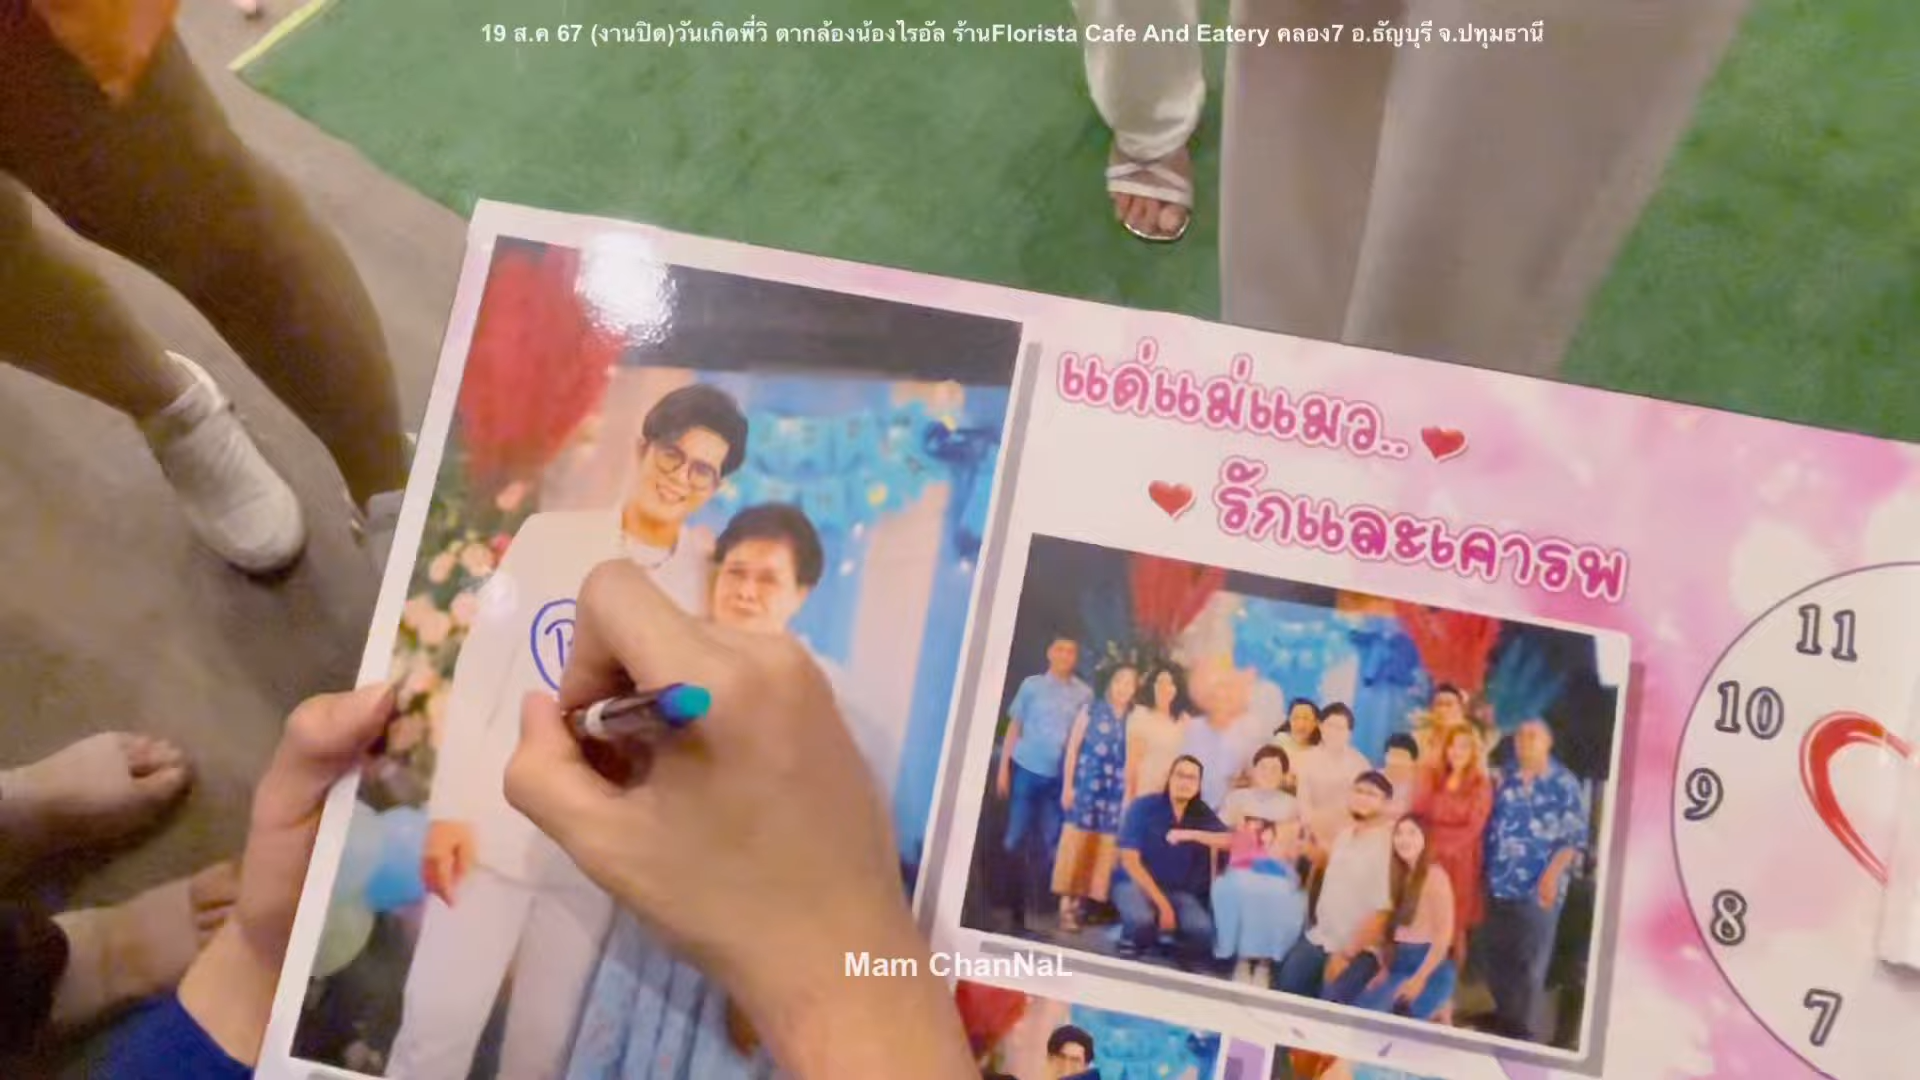 19 ส.ค 67 (งานปิด)วันเกิดพี่วิ ตากล้องน้องไรอัล ร้านFlorista Cafe And Eatery คลอง7 อ.ธัญบุรี จ.ปทุมธานี
แด่แม่แมว..
รักและเคารพ
11
10
9
8
7
Mam ChanNaL